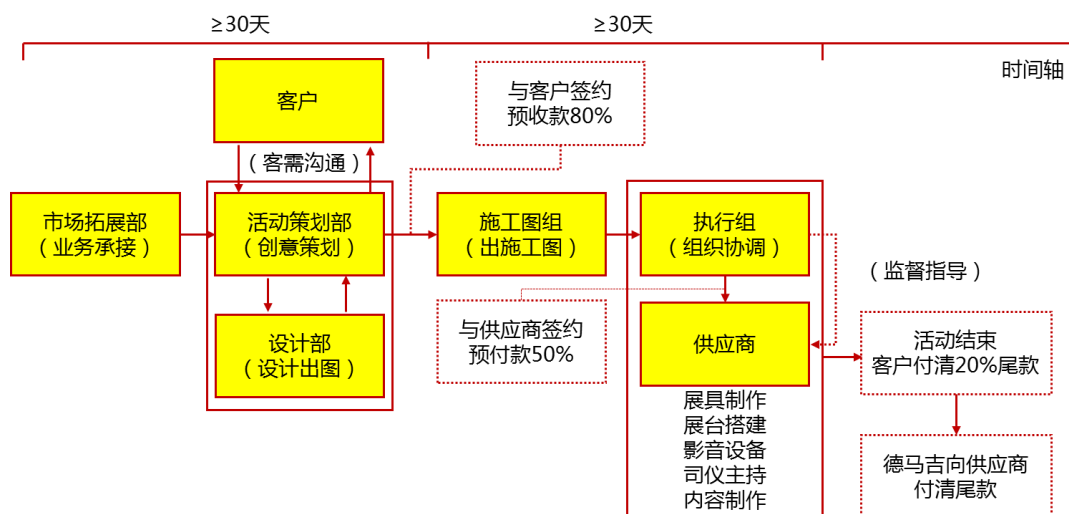 ≥30天
≥30天
时间轴
客户
与客户签约
预收款80%
（客需沟通）
市场拓展部
（业务承接）
活动策划部
（创意策划）
施工图组
（出施工图）
执行组
（组织协调）
（监督指导）
设计部
（设计出图）
与供应商签约
预付款50%
供应商
活动结束
客户付清20%尾款
展具制作
展台搭建
影音设备
司仪主持
内容制作
德马吉向供应商
付清尾款